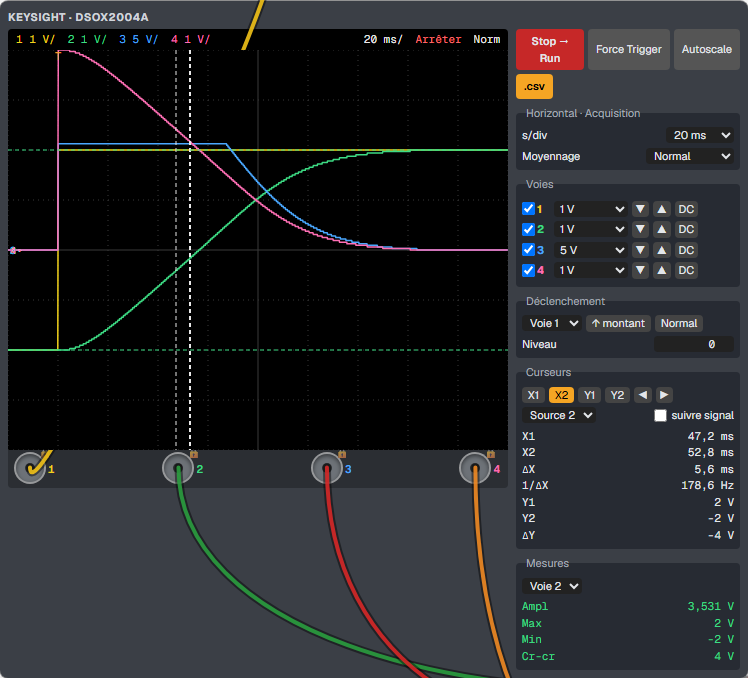 KEYSIGHT · DSOX2004A
1 1 V/ 2 1 V/ 3 5 V/ 4 1 V/ 20 ms/ Arrêter Norm
Stop → Run
Force Trigger
Autoscale
.csv
Horizontal · Acquisition
s/div 20 ms
Moyennage Normal
Voies
1 1 V ▼ ▲ DC
2 1 V ▼ ▲ DC
3 5 V ▼ ▲ DC
4 1 V ▼ ▲ DC
Déclenchement
Voie 1 ↑ montant Normal
Niveau 0
Curseurs
X1 X2 Y1 Y2 ◀ ▶
Source 2 suivre signal
X1 47,2 ms
X2 52,8 ms
ΔX 5,6 ms
1/ΔX 178,6 Hz
Y1 2 V
Y2 -2 V
ΔY -4 V
Mesures
Voie 2
Ampl 3,531 V
Max 2 V
Min -2 V
Cr-cr 4 V
1 2 3 4